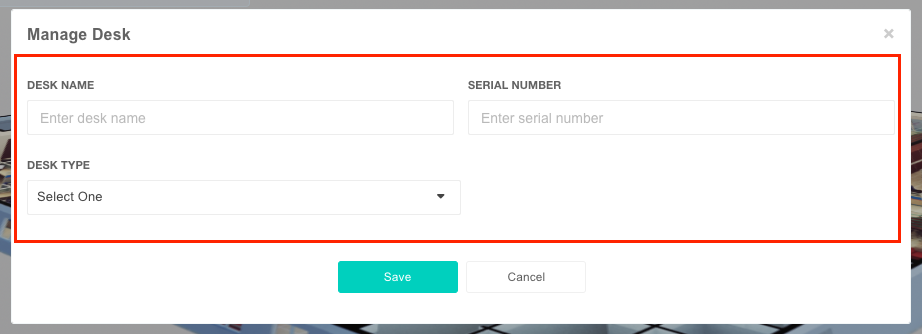 Manage Desk ×
DESK NAME SERIAL NUMBER
Enter desk name Enter serial number
DESK TYPE
Select One
Save Cancel